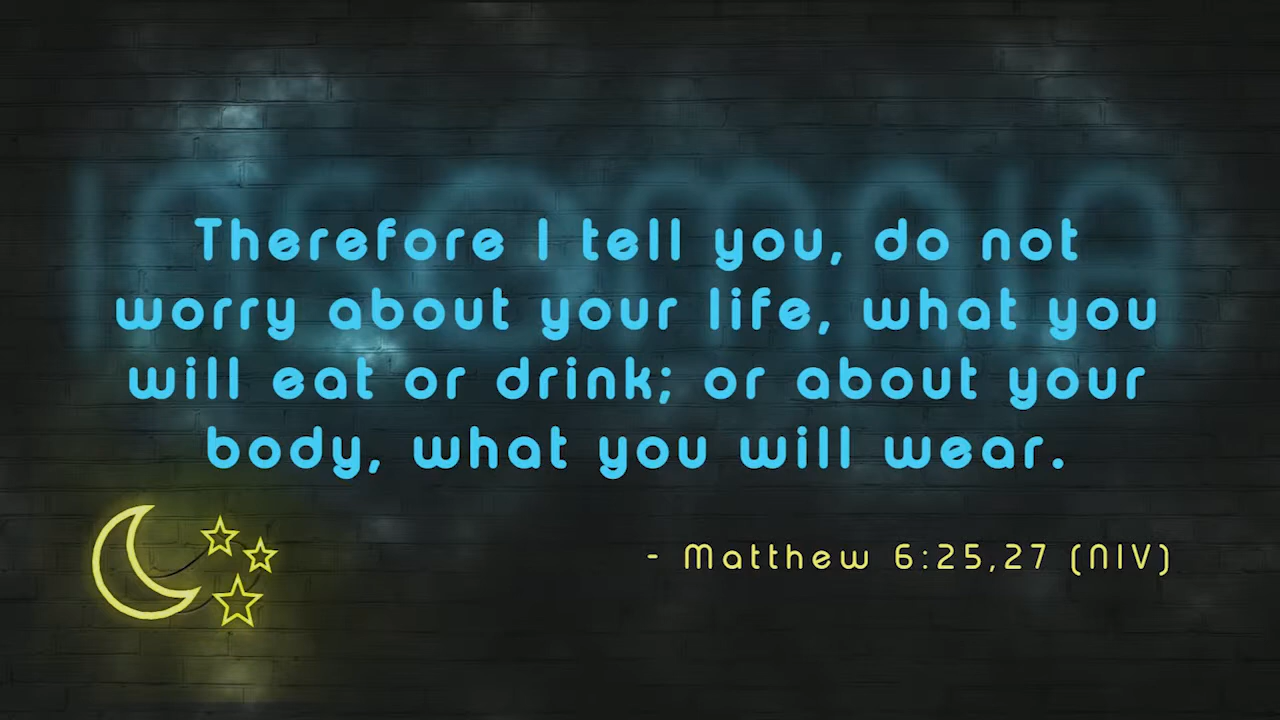 INSOMNIA
Therefore I tell you, do not
worry about your life, what you
will eat or drink; or about your
body, what you will wear.
- Matthew 6:25,27 (NIV)